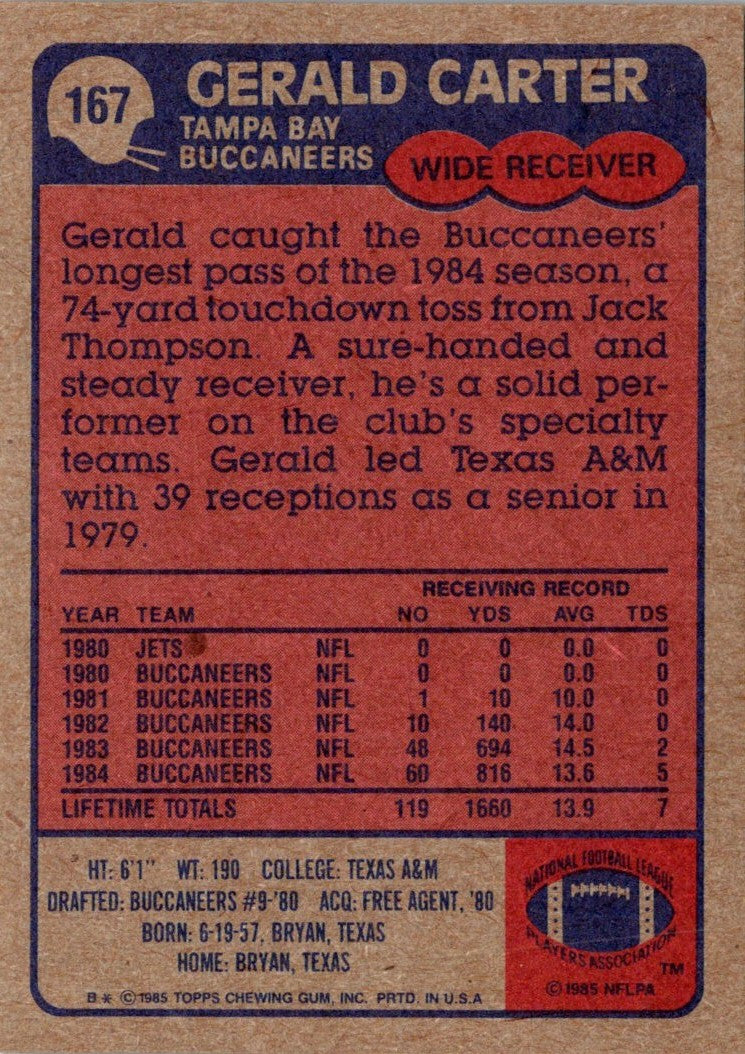 167
GERALD CARTER
TAMPA BAY
BUCCANEERS
WIDE RECEIVER
Gerald caught the Buccaneers'
longest pass of the 1984 season, a
74-yard touchdown toss from Jack
Thompson. A sure-handed and
steady receiver, he's a solid per-
former on the club's specialty
teams. Gerald led Texas A&M
with 39 receptions as a senior in
1979.
RECEIVING RECORD
YEAR TEAM NO YDS AVG TDS
1980 JETS NFL 0 0 0.0 0
1980 BUCCANEERS NFL 0 0 0.0 0
1981 BUCCANEERS NFL 1 10 10.0 0
1982 BUCCANEERS NFL 10 140 14.0 0
1983 BUCCANEERS NFL 48 694 14.5 2
1984 BUCCANEERS NFL 60 816 13.6 5
LIFETIME TOTALS 119 1660 13.9 7
HT: 6'1" WT: 190 COLLEGE: TEXAS A&M
DRAFTED: BUCCANEERS #9-'80 ACQ: FREE AGENT, '80
BORN: 6-19-57, BRYAN, TEXAS
HOME: BRYAN, TEXAS
B* ©1985 TOPPS CHEWING GUM, INC. PRTD. IN U.S.A
NATIONAL FOOTBALL LEAGUE
PLAYERS ASSOCIATION
TM
©1985 NFLPA